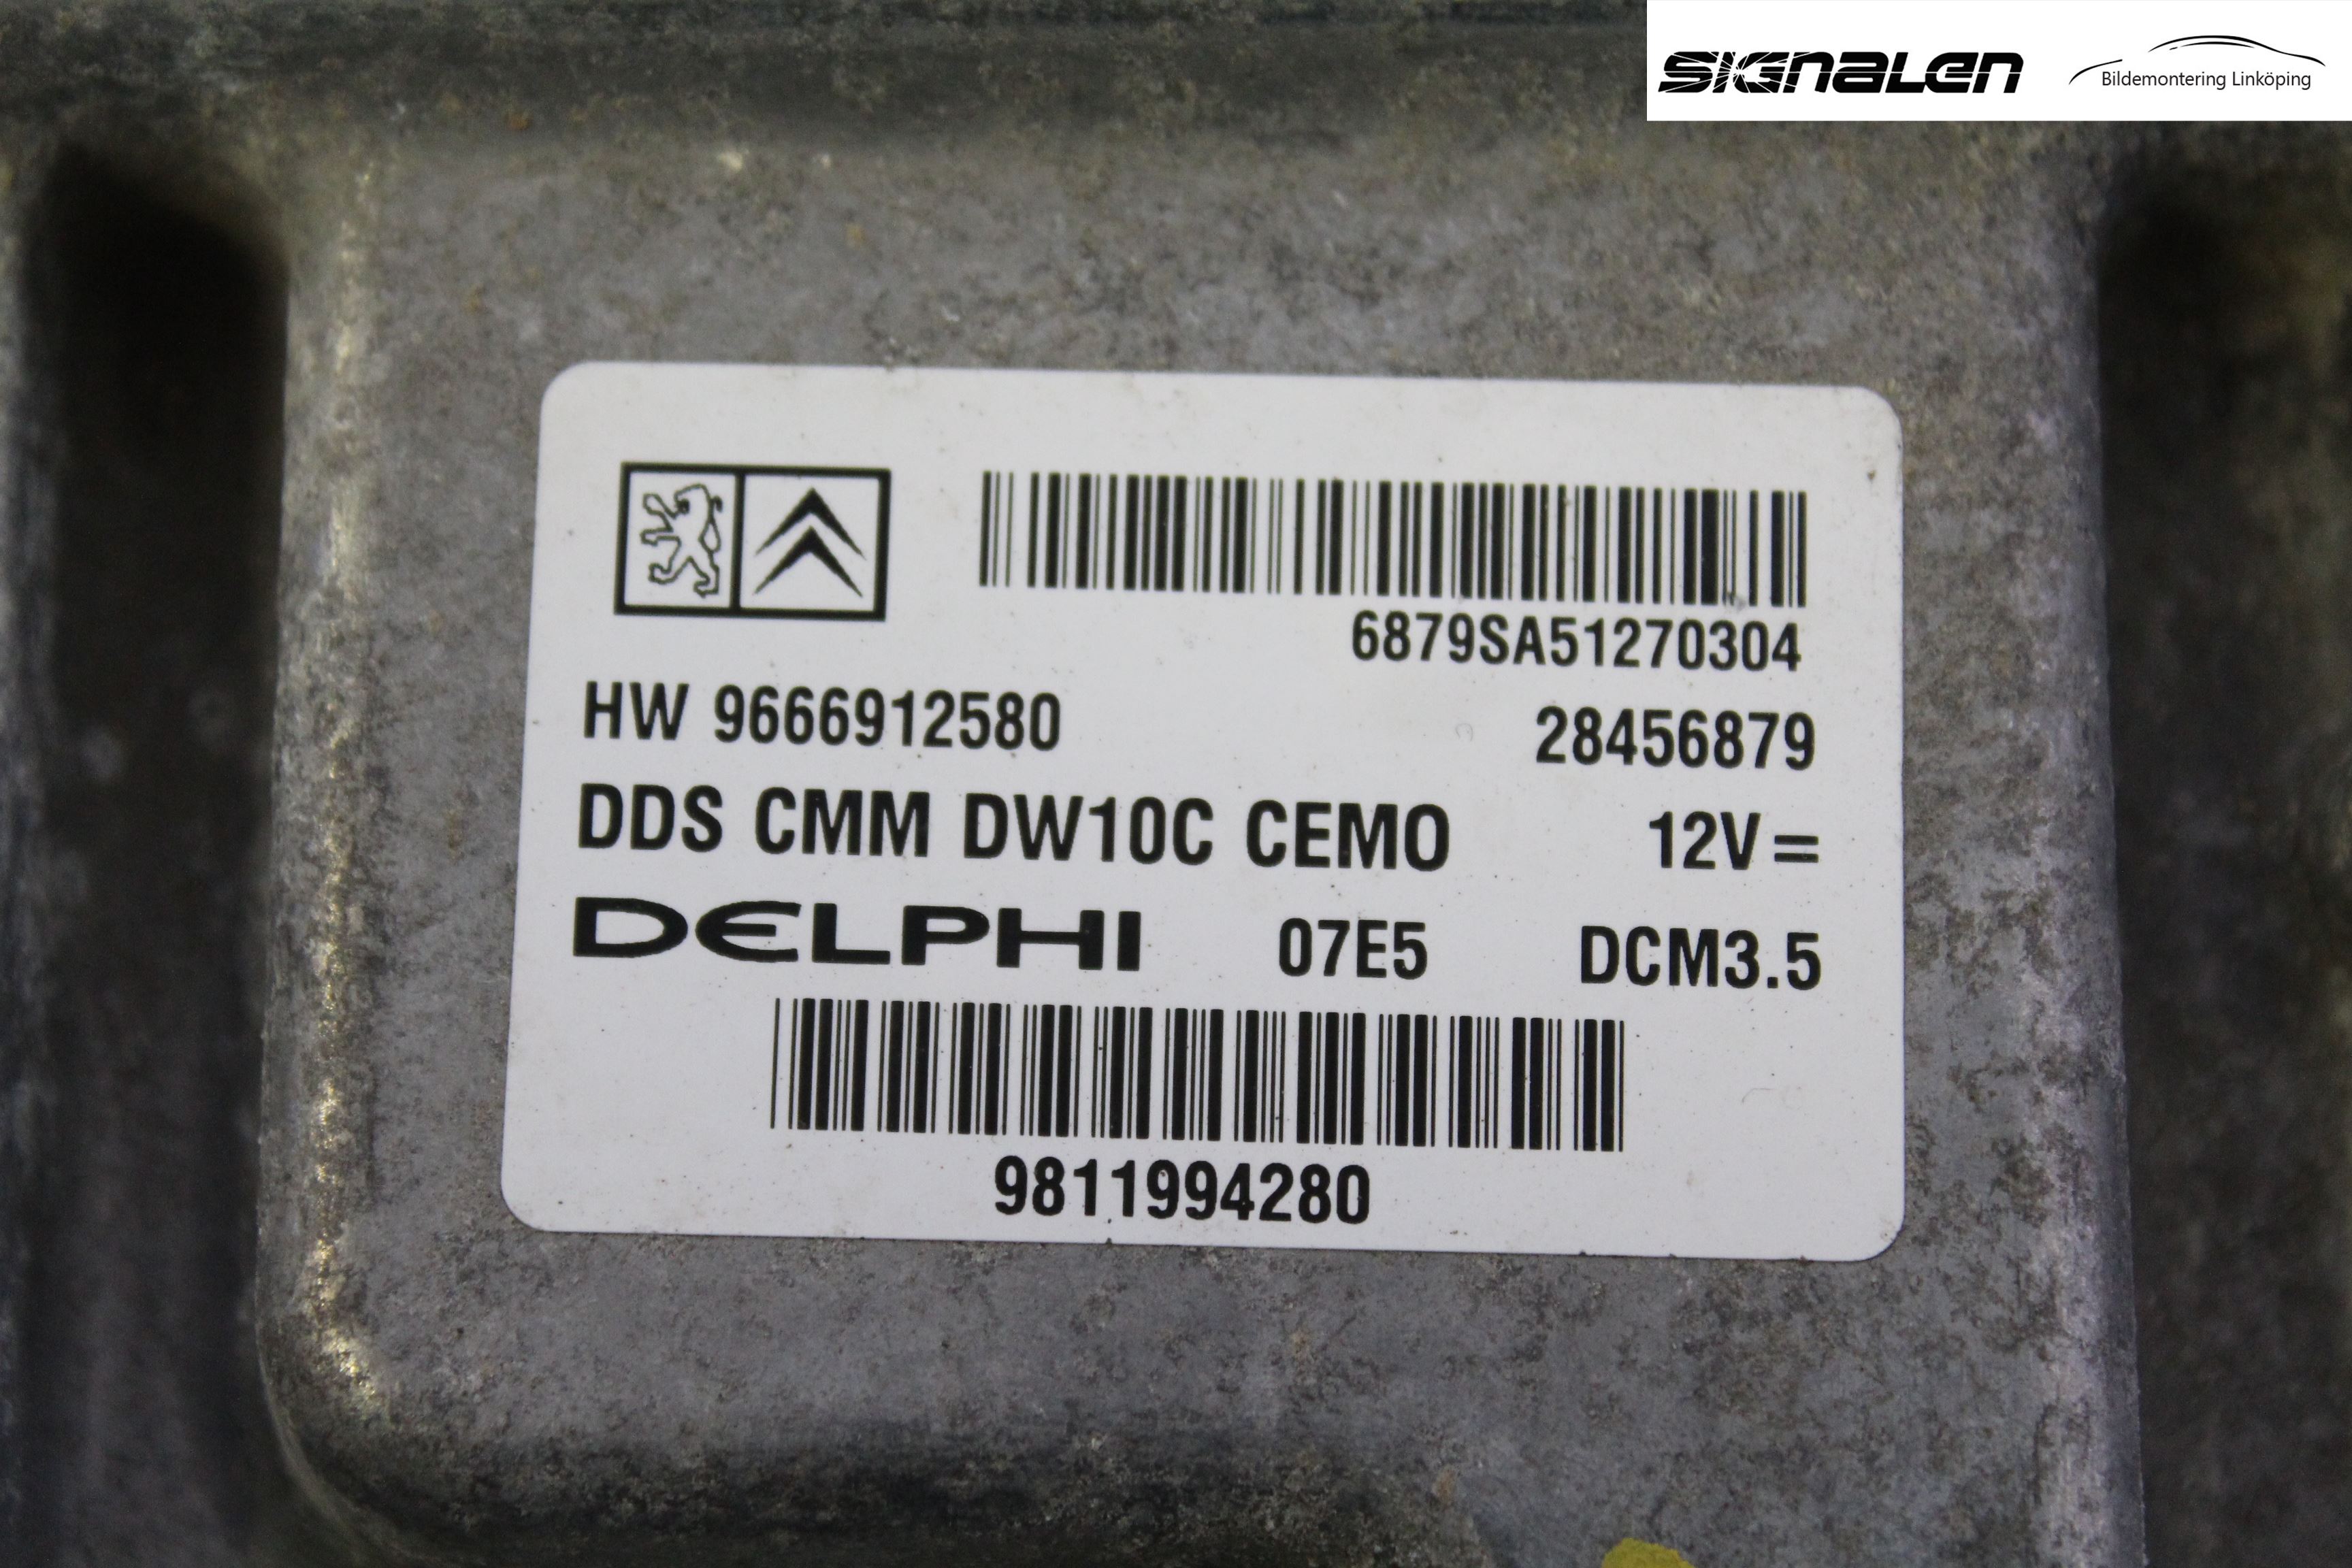 SIGNALEN
Bildemontering Linköping
6879SA51270304
HW 9666912580 28456879
DDS CMM DW10C CEMO 12V =
DELPHI 07E5 DCM3.5
9811994280